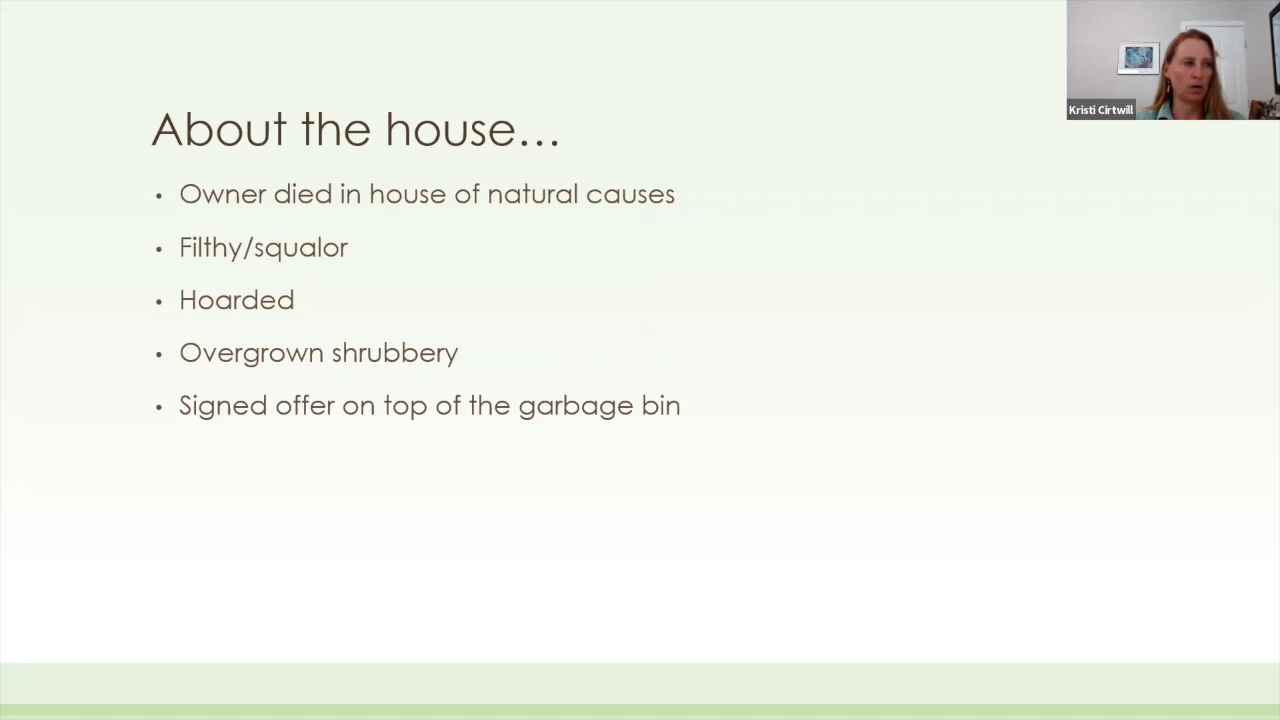 About the house...
• Owner died in house of natural causes
• Filthy/squalor
• Hoarded
• Overgrown shrubbery
• Signed offer on top of the garbage bin
Kristi Cirtwill